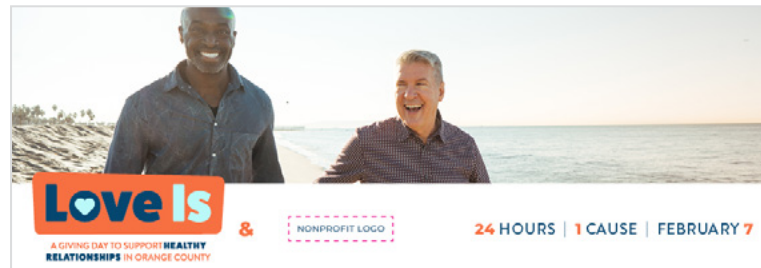 Love Is
A GIVING DAY TO SUPPORT HEALTHY
RELATIONSHIPS IN ORANGE COUNTY
&
NONPROFIT LOGO
24 HOURS | 1 CAUSE | FEBRUARY 7